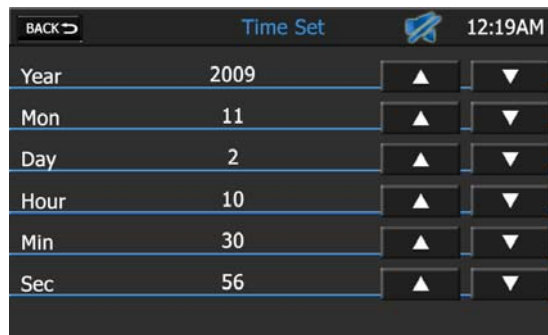 BACK Time Set 12:19AM
Year 2009
Mon 11
Day 2
Hour 10
Min 30
Sec 56